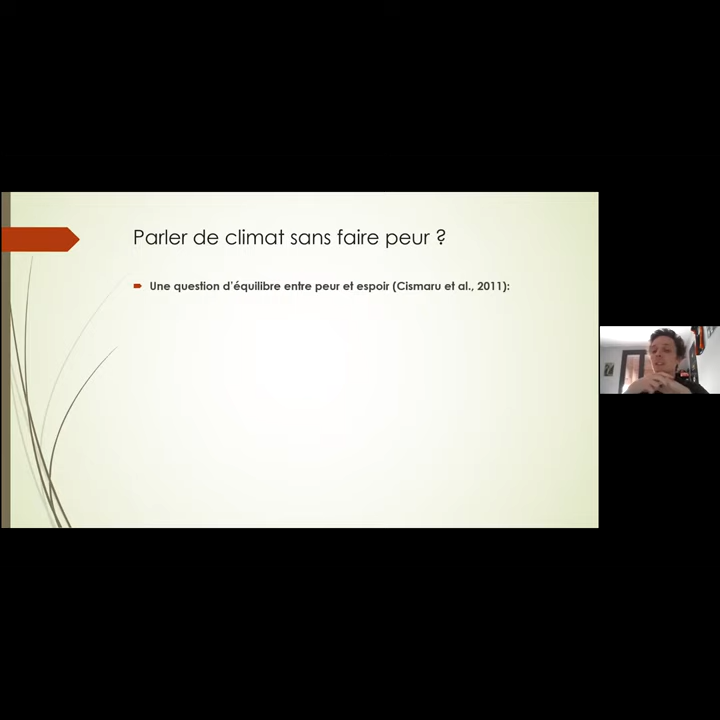 Parler de climat sans faire peur ?
Une question d'équilibre entre peur et espoir (Cismaru et al., 2011):